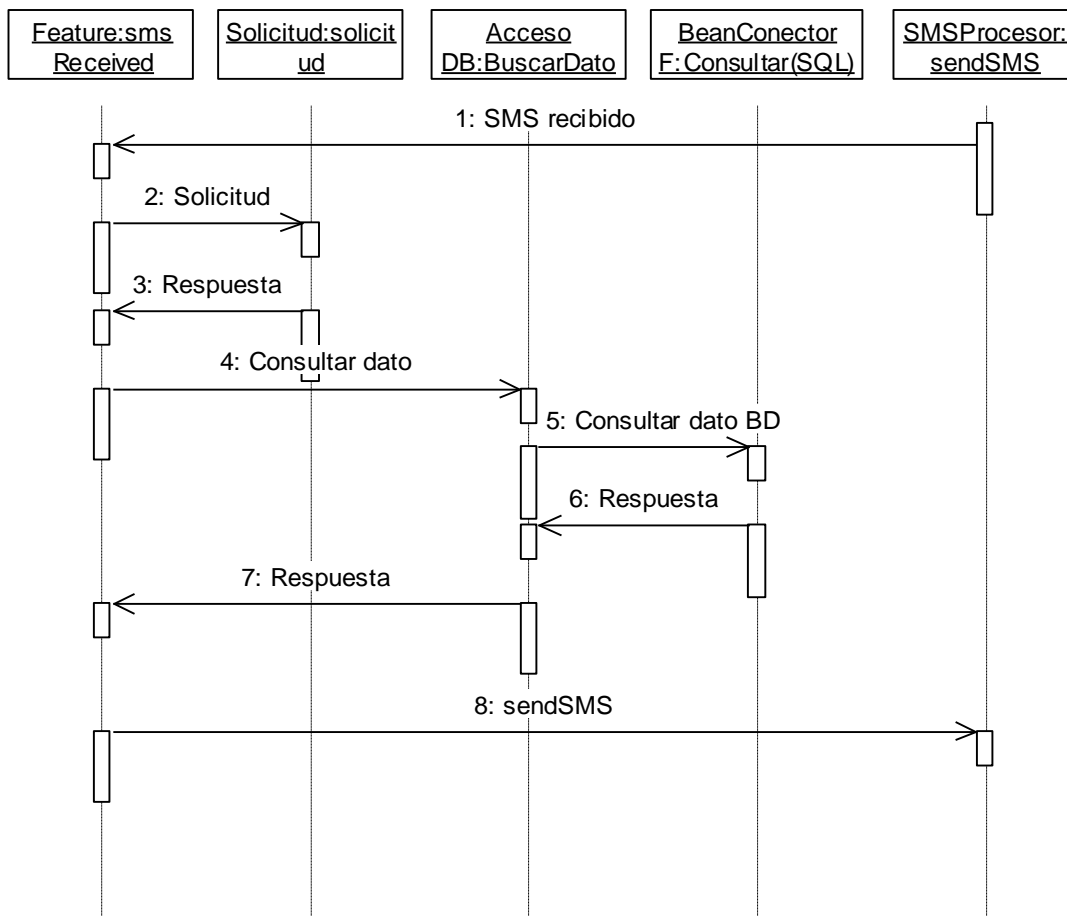 Feature:sms
Received
Solicitud:solicit
ud
Acceso
DB:BuscarDato
BeanConector
F:Consultar(SQL)
SMSProcesor:
sendSMS
1: SMS recibido
2: Solicitud
3: Respuesta
4: Consultar dato
5: Consultar dato BD
6: Respuesta
7: Respuesta
8: sendSMS